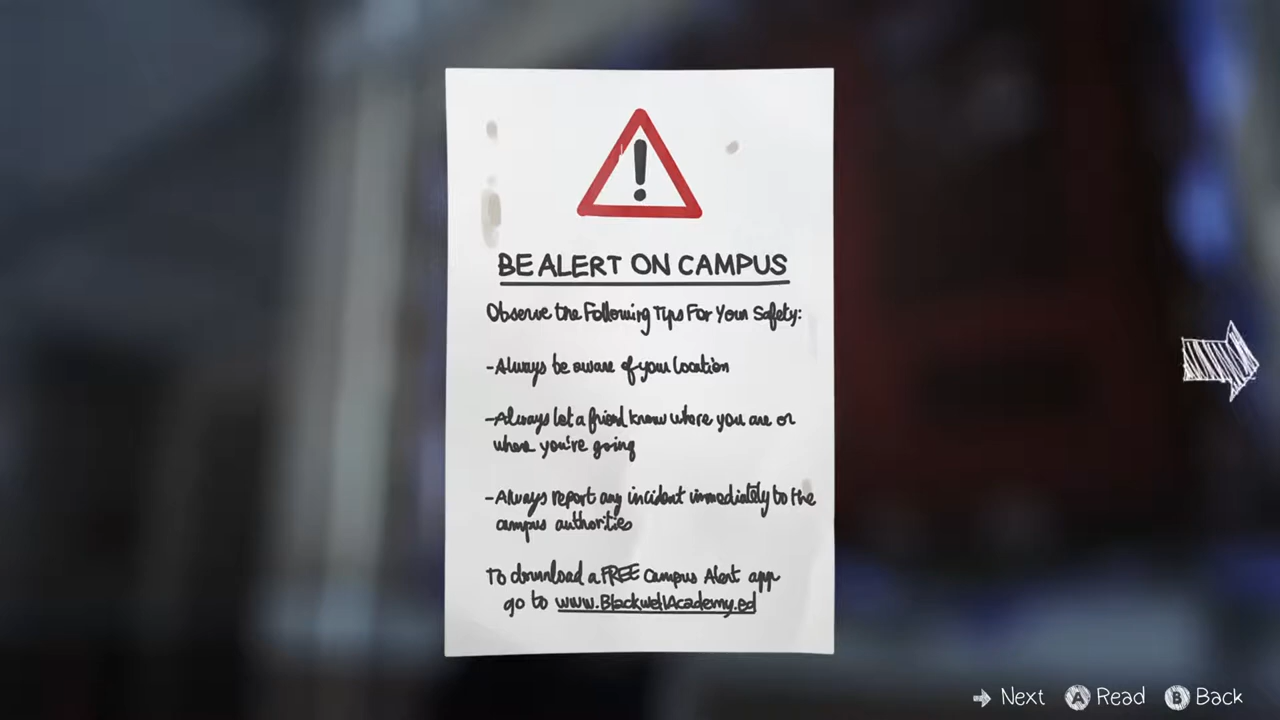 !
BE ALERT ON CAMPUS
Observe the Following Tips For Your Safety:
-Always be aware of your location
-Always let a friend know where you are or
where you're going
-Always report any incident immediately to the
campus authorities
To download a FREE Campus Alert app
go to www.BlackwellAcademy.ed
Next A Read B Back